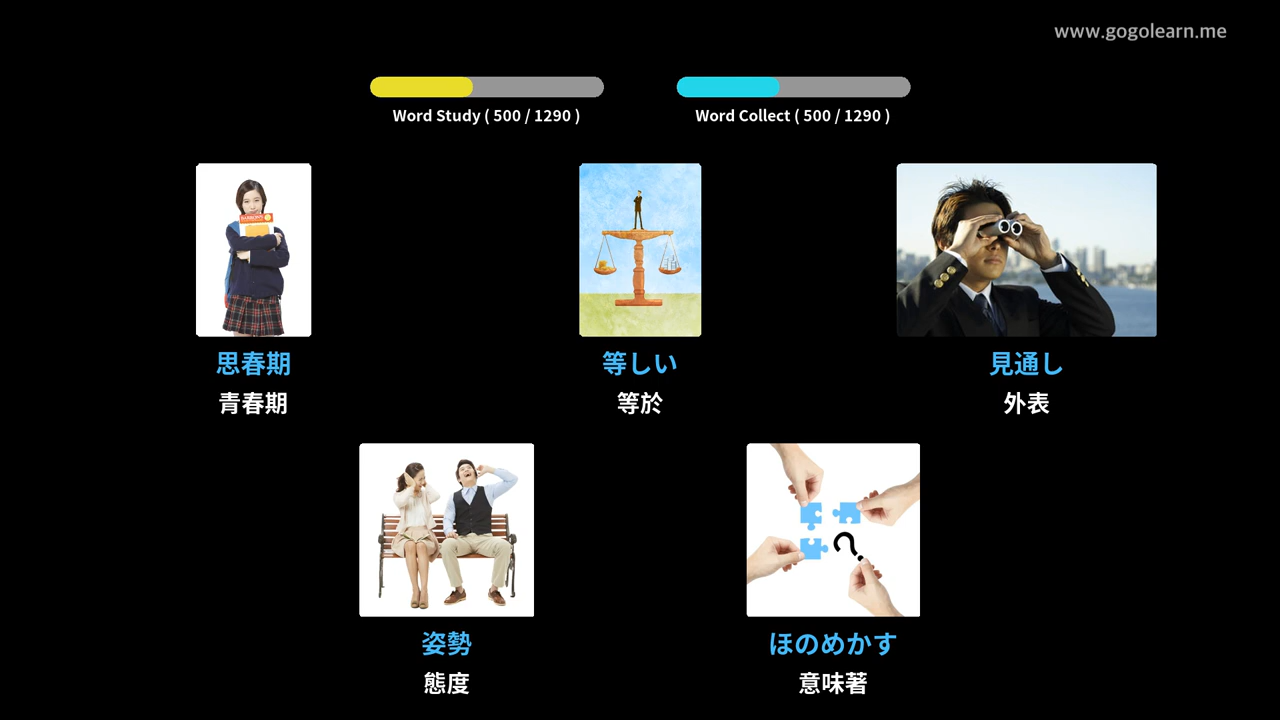 www.gogolearn.me
Word Study ( 500 / 1290 )
Word Collect ( 500 / 1290 )
BARRON'S
思春期
青春期
等しい
等於
見通し
外表
姿勢
態度
ほのめかす
意味著